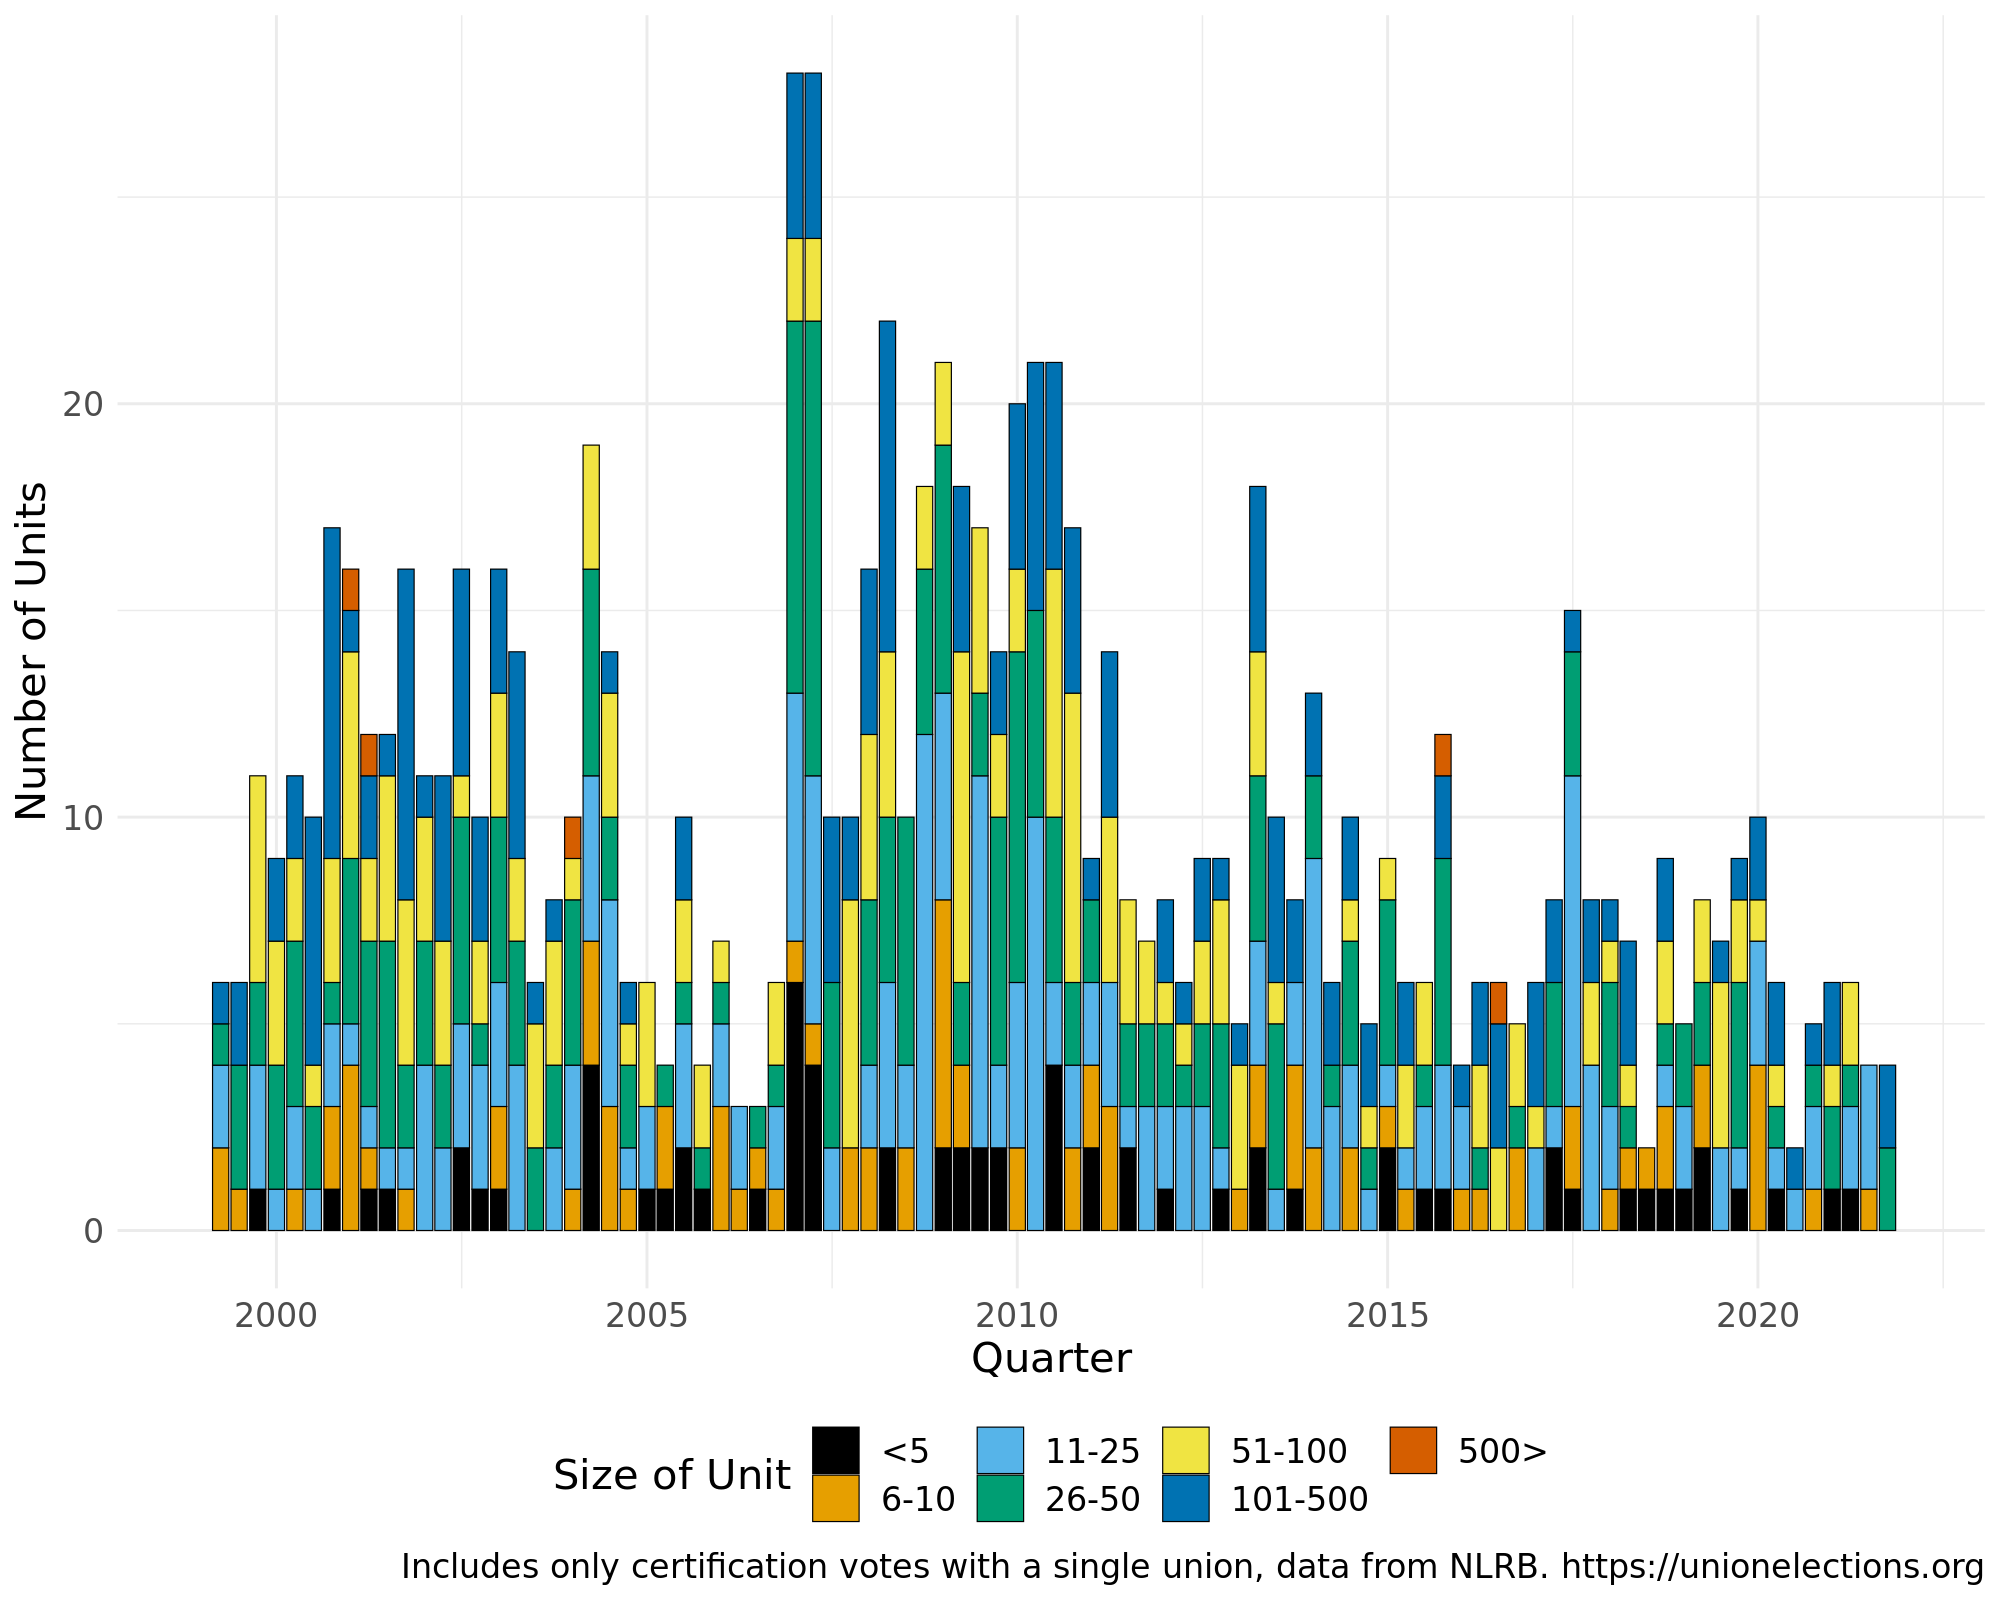 20
10
0
Number of Units
2000 2005 2010 2015 2020
Quarter
Size of Unit
<5 11-25 51-100 500>
6-10 26-50 101-500
Includes only certification votes with a single union, data from NLRB. https://unionelections.org